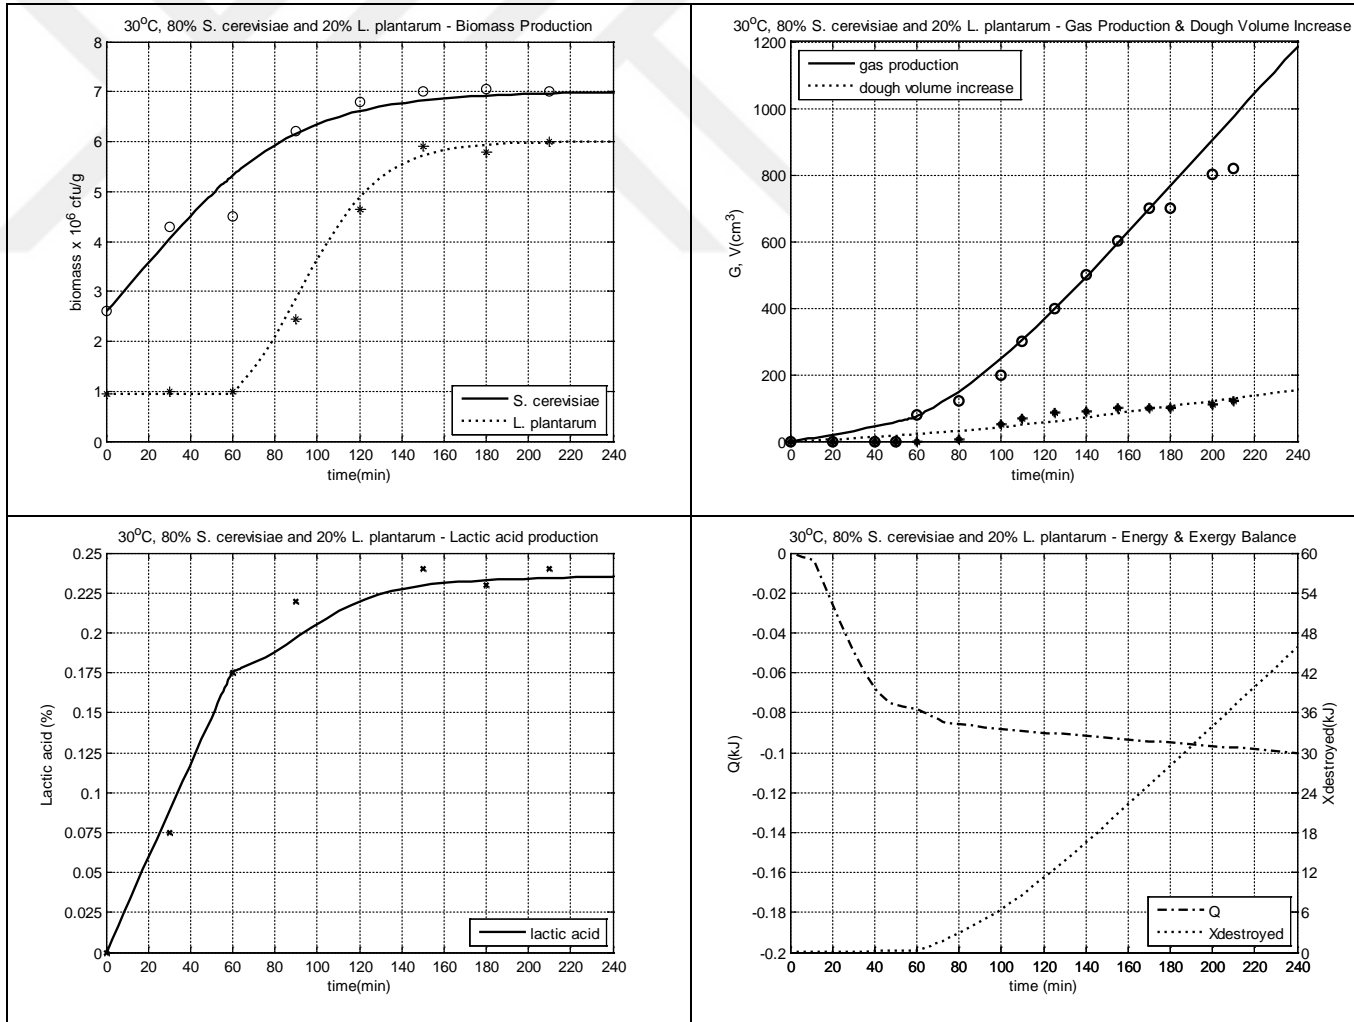 30°C, 80% S. cerevisiae and 20% L. plantarum - Biomass Production
8
7
6
5
4
3
2
1
0
biomass x 10⁶ cfu/g
S. cerevisiae
L. plantarum
0 20 40 60 80 100 120 140 160 180 200 220 240
time(min)
30°C, 80% S. cerevisiae and 20% L. plantarum - Gas Production & Dough Volume Increase
1200
1000
800
600
400
200
0
G, V(cm³)
gas production
dough volume increase
0 20 40 60 80 100 120 140 160 180 200 220 240
time(min)
30°C, 80% S. cerevisiae and 20% L. plantarum - Lactic acid production
0.25
0.225
0.2
0.175
0.15
0.125
0.1
0.075
0.05
0.025
0
Lactic acid (%)
lactic acid
0 20 40 60 80 100 120 140 160 180 200 220 240
time(min)
30°C, 80% S. cerevisiae and 20% L. plantarum - Energy & Exergy Balance
0
-0.02
-0.04
-0.06
-0.08
-0.1
-0.12
-0.14
-0.16
-0.18
-0.2
Q(kJ)
60
54
48
42
36
30
24
18
12
6
0
Xdestroyed(kJ)
Q
Xdestroyed
0 20 40 60 80 100 120 140 160 180 200 220 240
time (min)